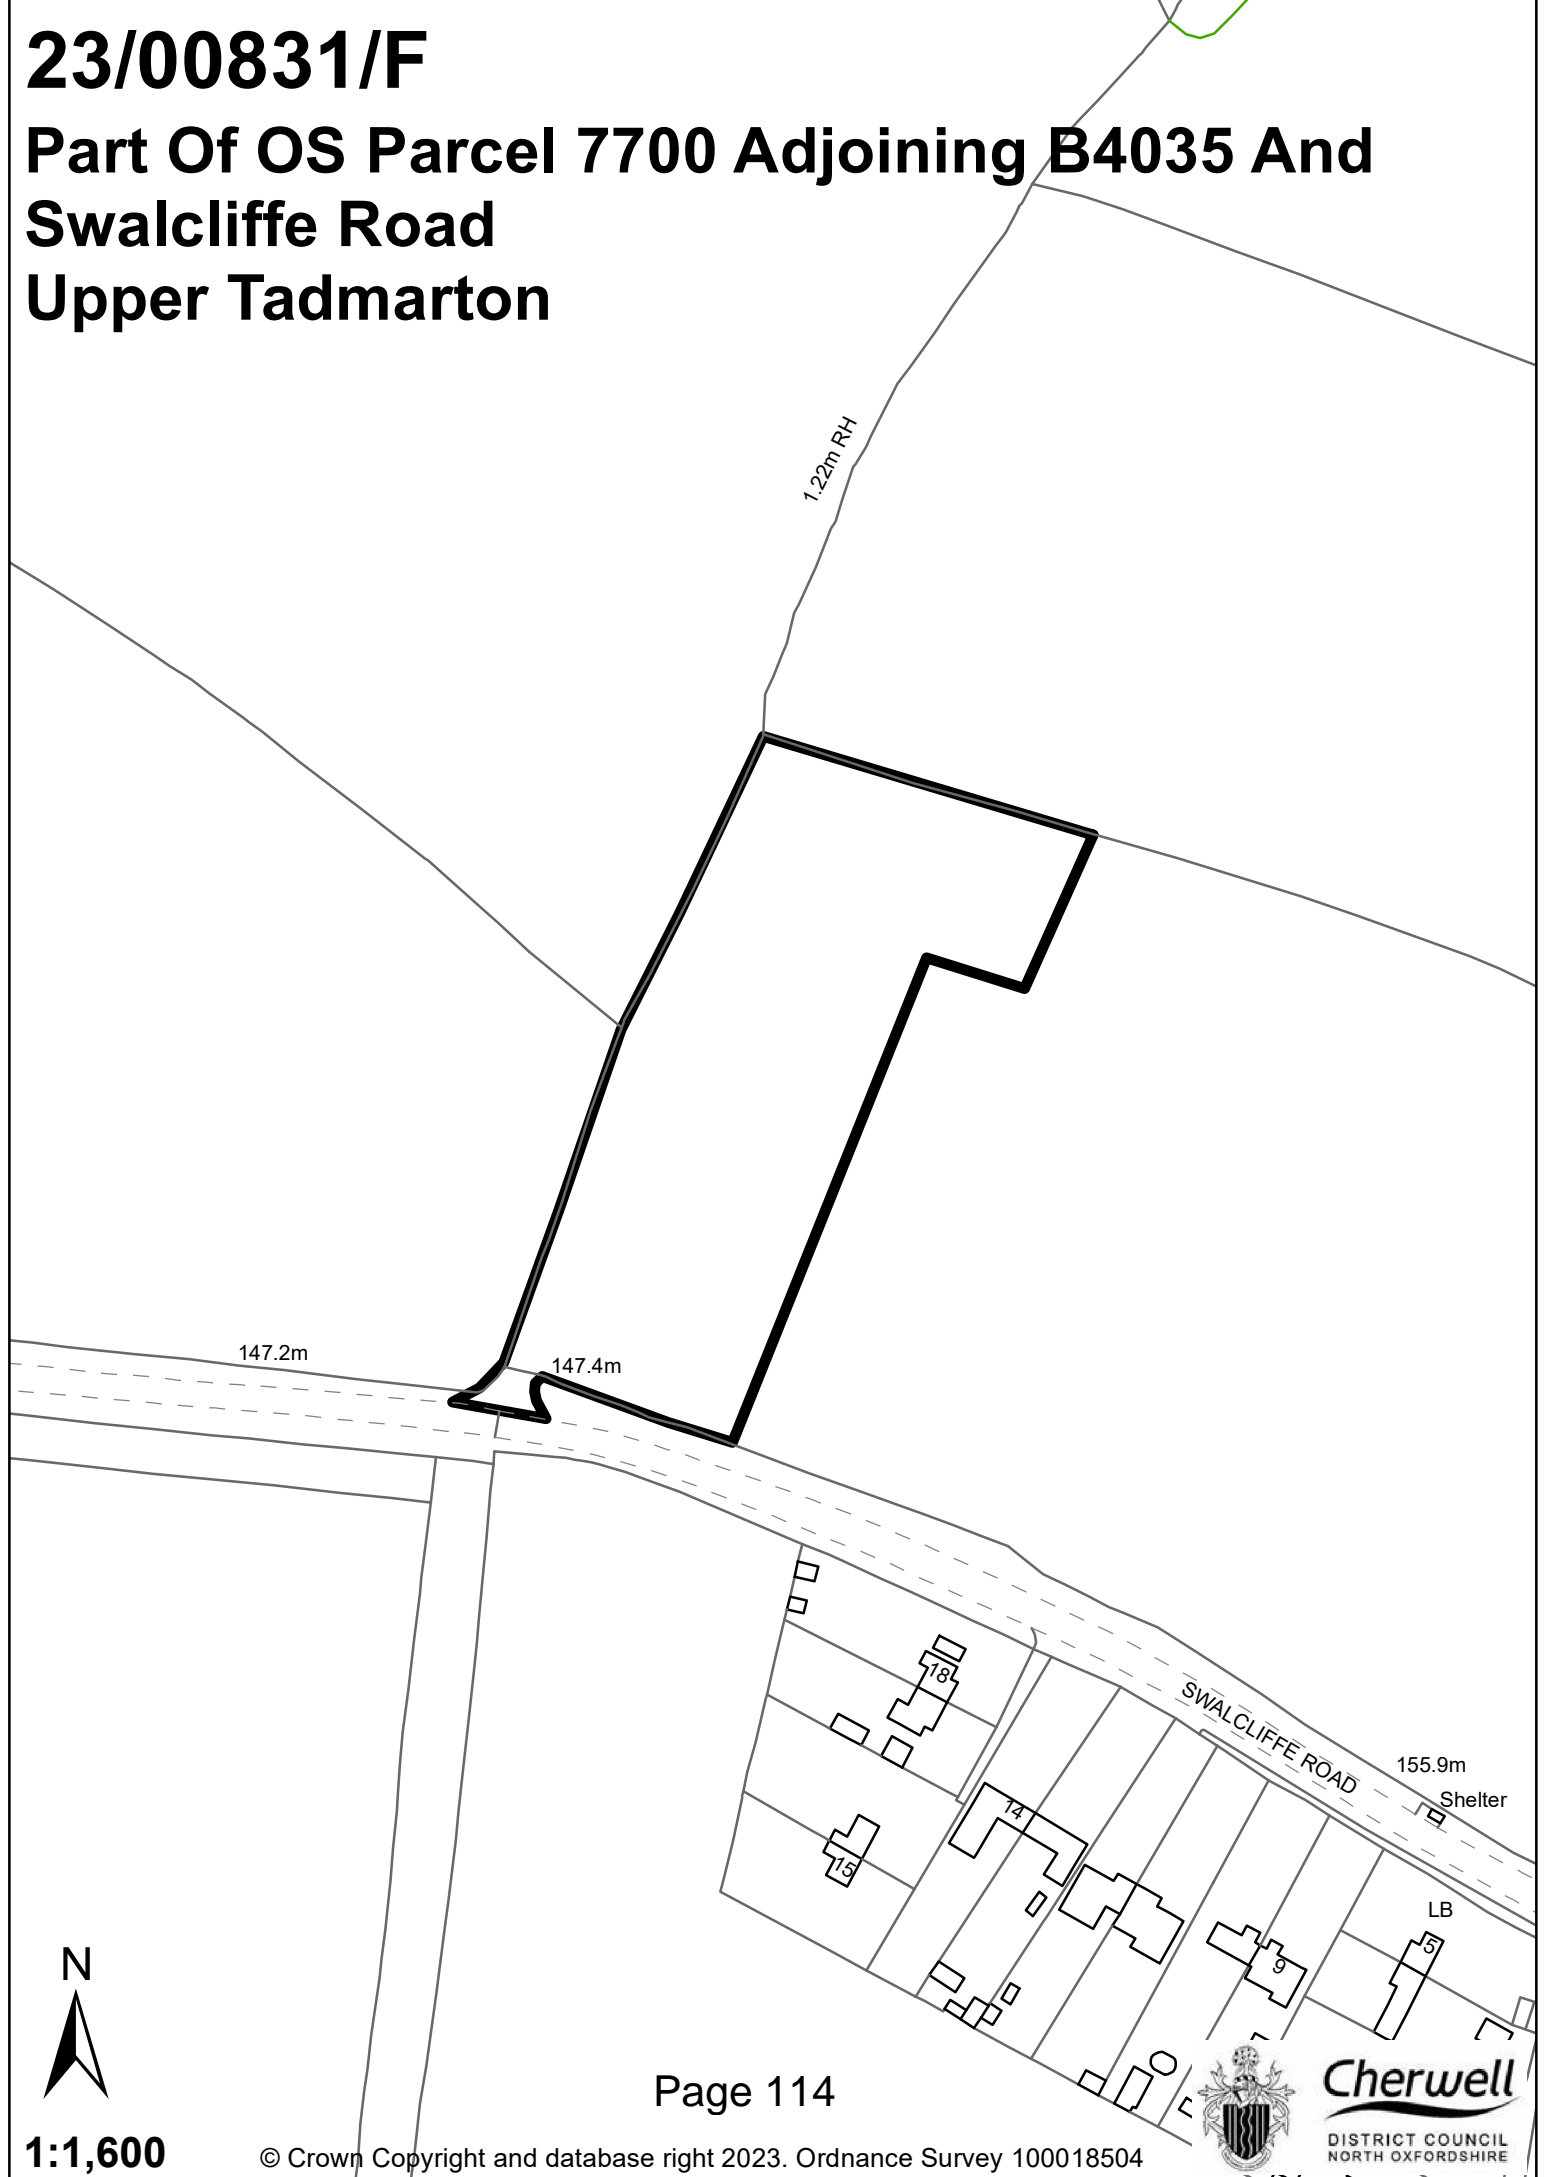 23/00831/F
Part Of OS Parcel 7700 Adjoining B4035 And
Swalcliffe Road
Upper Tadmarton
1.22m RH
147.2m
147.4m
SWALCLIFFE ROAD
155.9m
Shelter
18
14
15
LB
5
9
N
Page 114
1:1,600
© Crown Copyright and database right 2023. Ordnance Survey 100018504
Cherwell
DISTRICT COUNCIL
NORTH OXFORDSHIRE